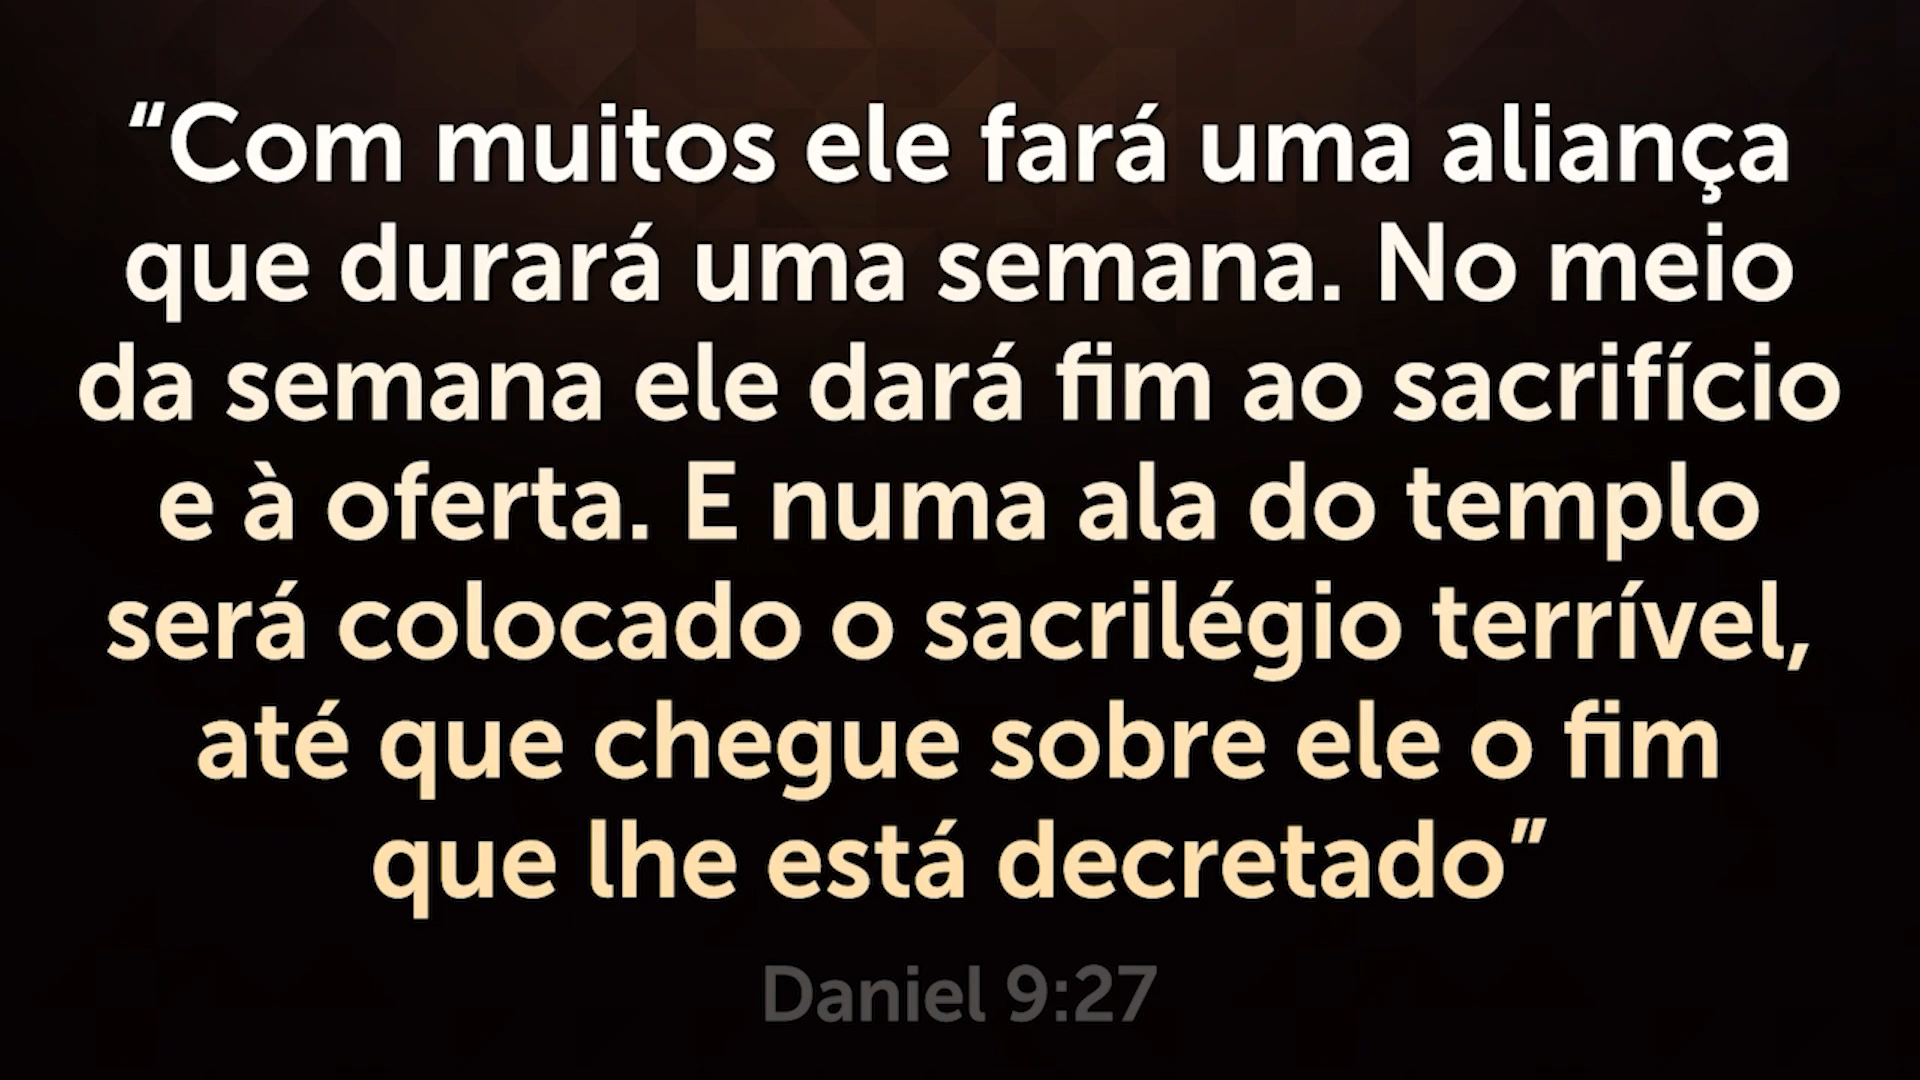 “Com muitos ele fará uma aliança
que durará uma semana. No meio
da semana ele dará fim ao sacrifício
e à oferta. E numa ala do templo
será colocado o sacrilégio terrível,
até que chegue sobre ele o fim
que lhe está decretado”
Daniel 9:27